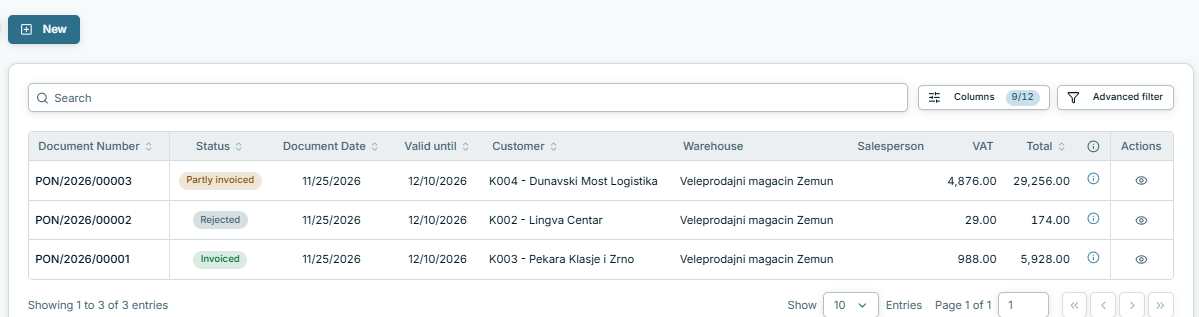 New
Search
Columns 9/12 Advanced filter
Document Number Status Document Date Valid until Customer Warehouse Salesperson VAT Total Actions
PON/2026/00003 Partly invoiced 11/25/2026 12/10/2026 K004 - Dunavski Most Logistika Veleprodajni magacin Zemun 4,876.00 29,256.00
PON/2026/00002 Rejected 11/25/2026 12/10/2026 K002 - Lingva Centar Veleprodajni magacin Zemun 29.00 174.00
PON/2026/00001 Invoiced 11/25/2026 12/10/2026 K003 - Pekara Klasje i Zrno Veleprodajni magacin Zemun 988.00 5,928.00
Showing 1 to 3 of 3 entries Show 10 Entries Page 1 of 1 1